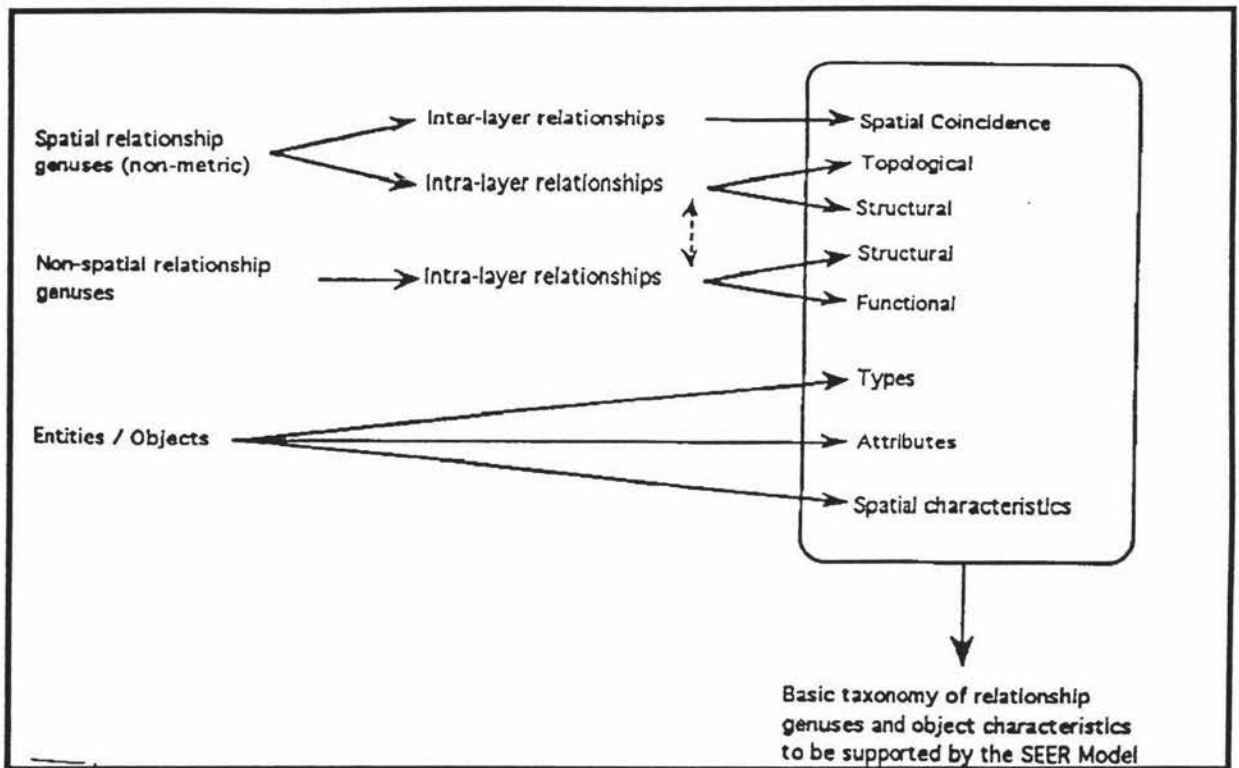 Inter-layer relationships
Spatial Coincidence
Spatial relationship
genuses (non-metric)
Topological
Intra-layer relationships
Structural
Structural
Non-spatial relationship
genuses
Intra-layer relationships
Functional
Types
Entities / Objects
Attributes
Spatial characteristics
Basic taxonomy of relationship
genuses and object characteristics
to be supported by the SEER Model